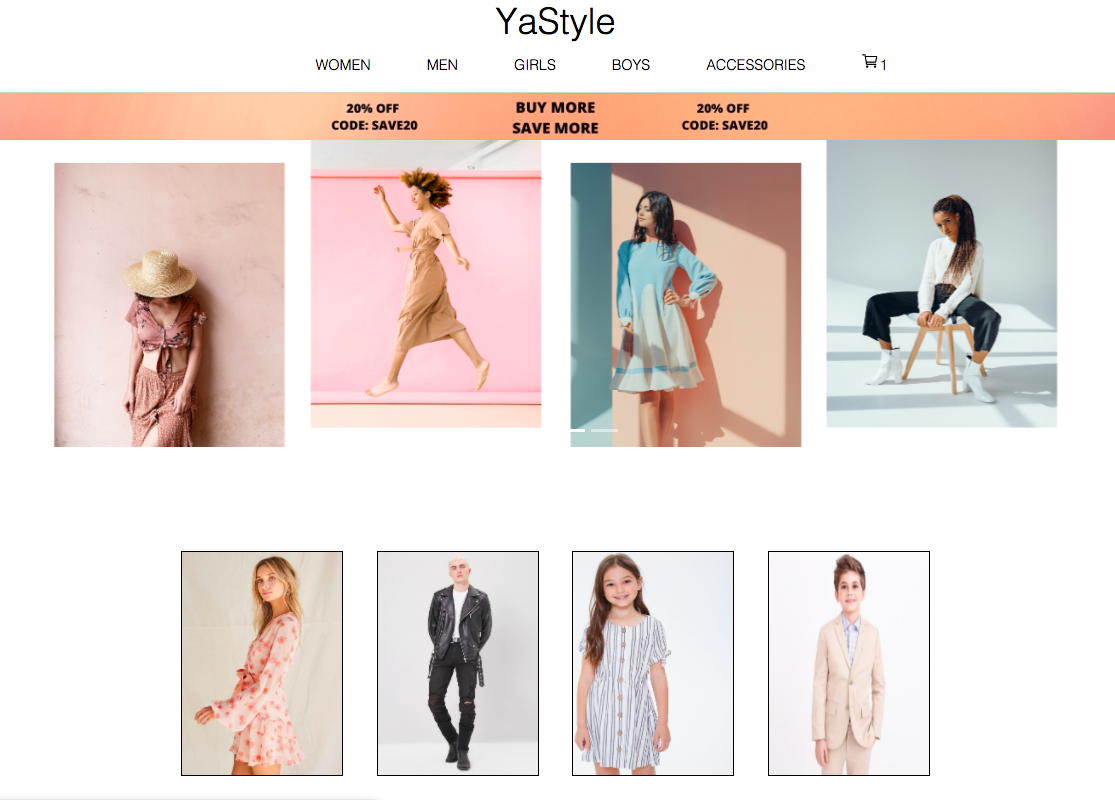 YaStyle
WOMEN MEN GIRLS BOYS ACCESSORIES 1
20% OFF BUY MORE 20% OFF
CODE: SAVE20 SAVE MORE CODE: SAVE20